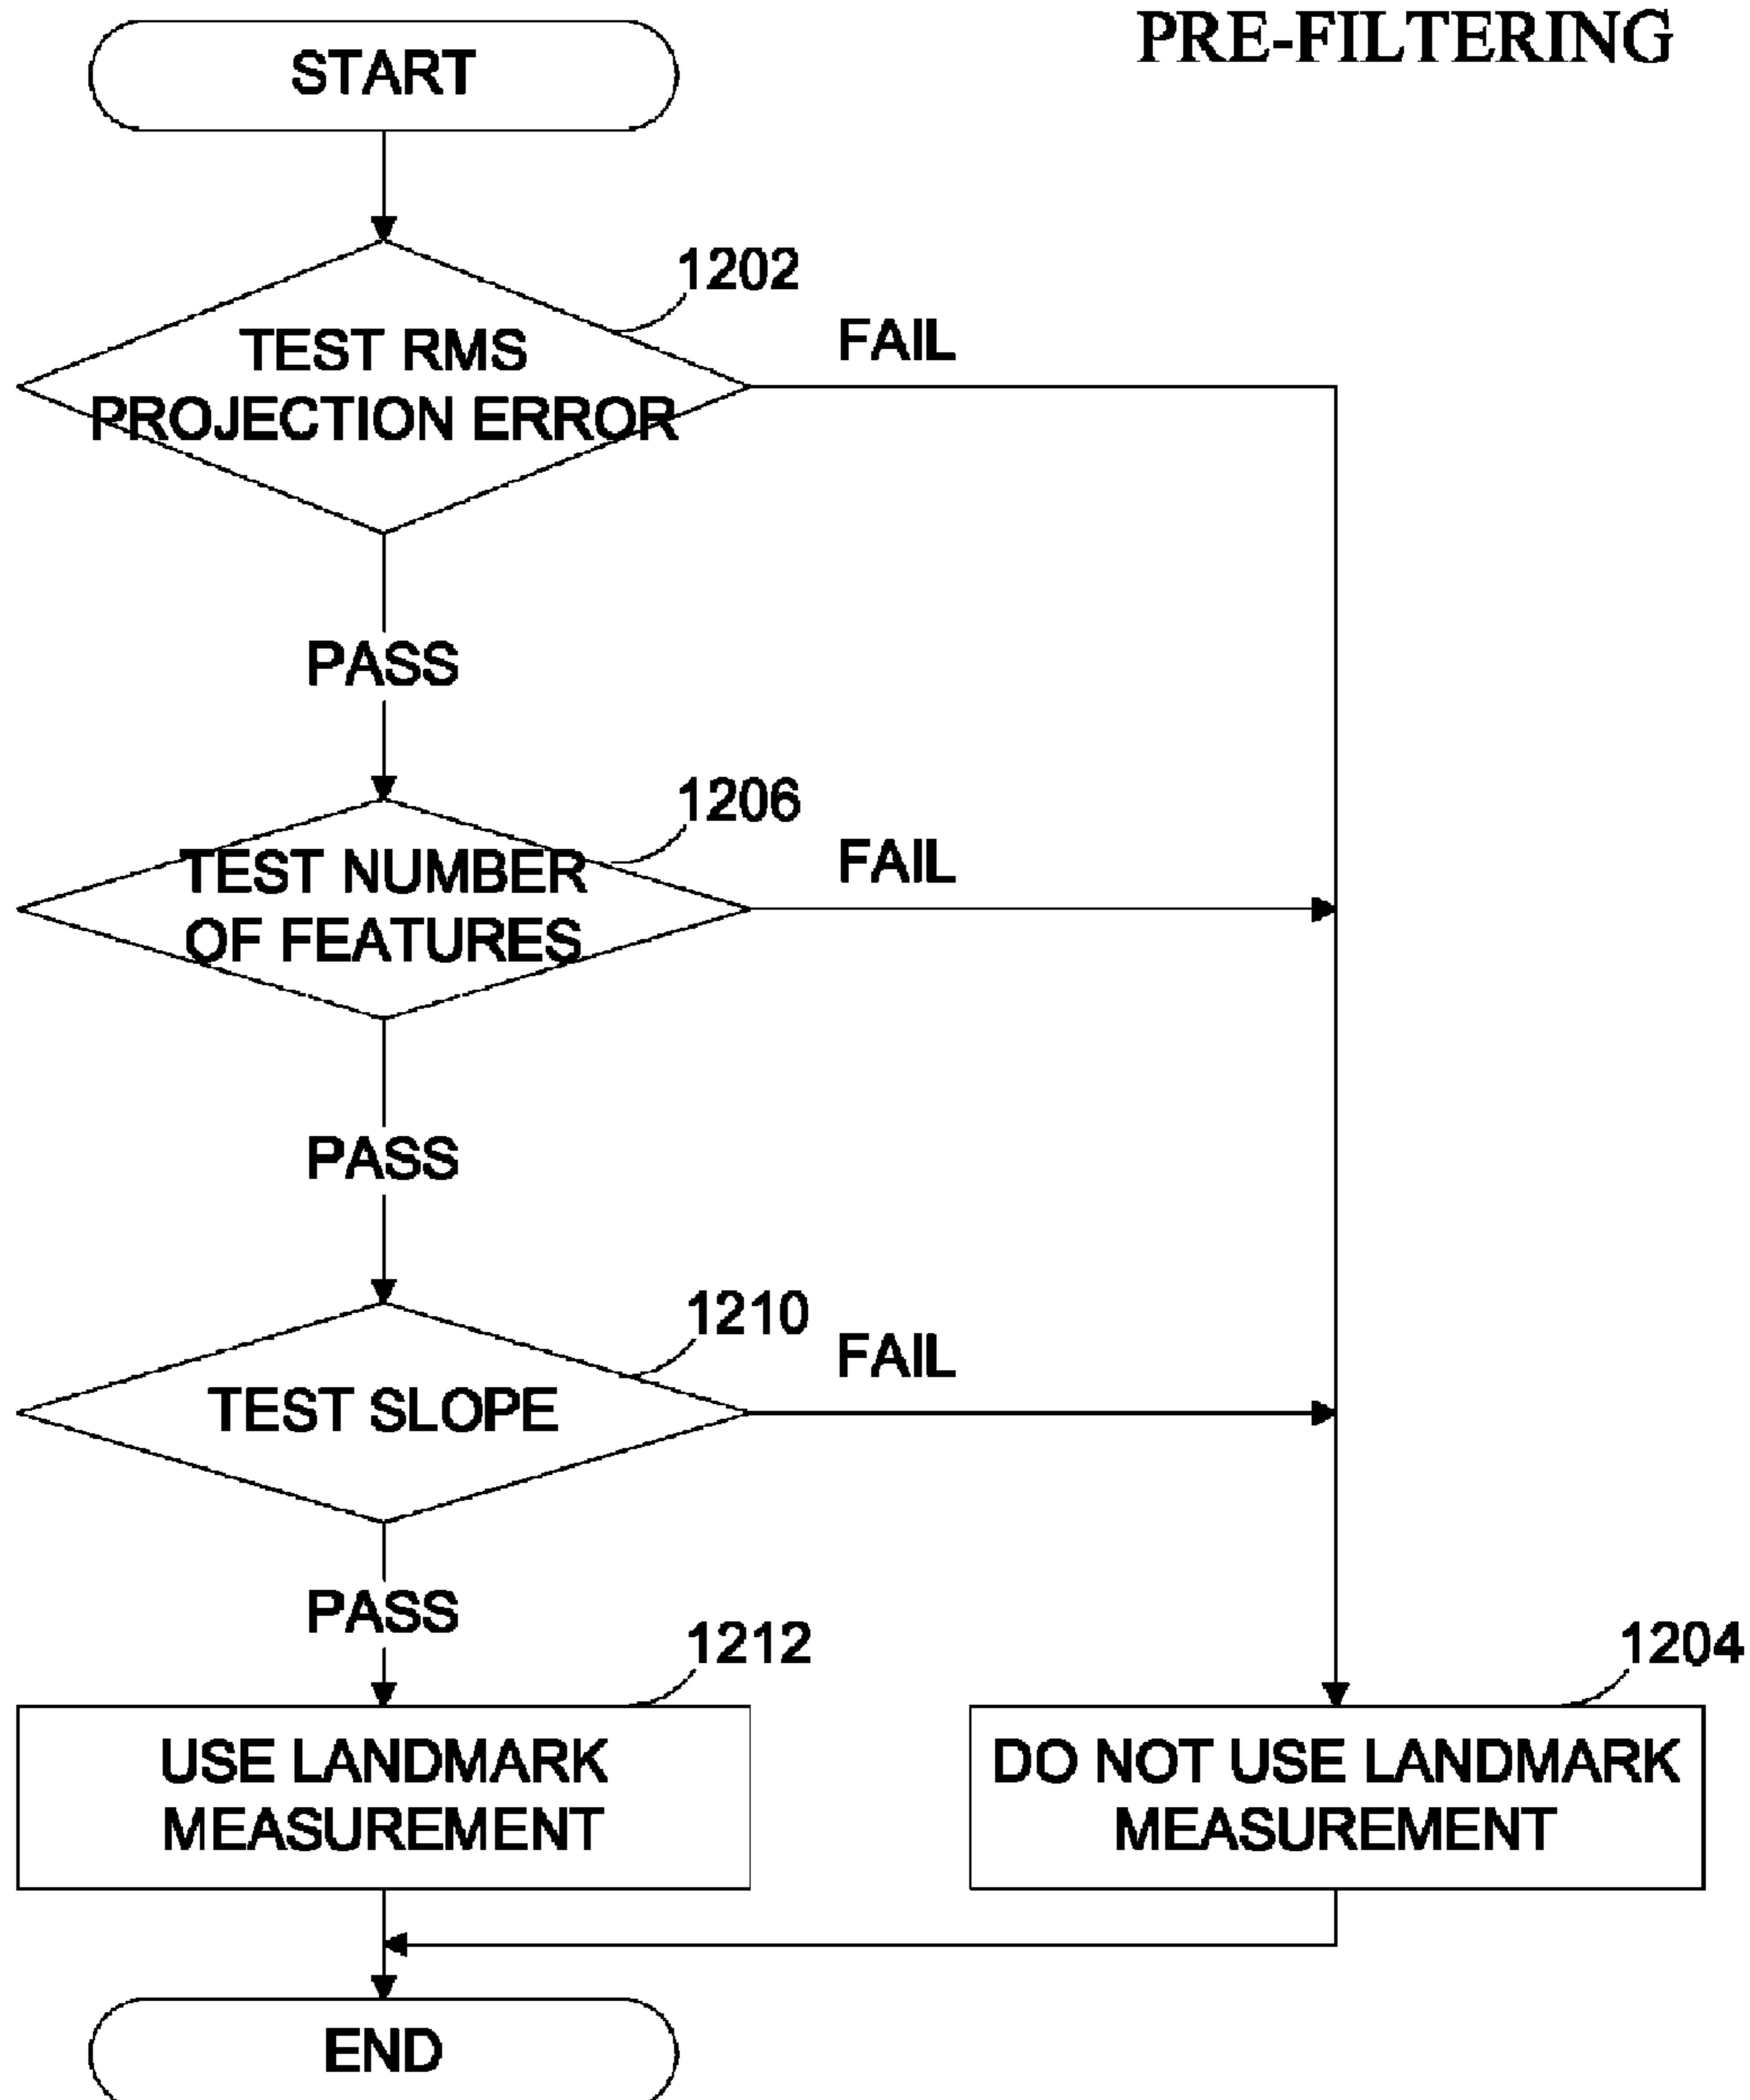 PRE-FILTERING
START
1202
TEST RMS
PROJECTION ERROR
FAIL
PASS
1206
TEST NUMBER
OF FEATURES
FAIL
PASS
1210
TEST SLOPE
FAIL
PASS
1212
USE LANDMARK
MEASUREMENT
1204
DO NOT USE LANDMARK
MEASUREMENT
END